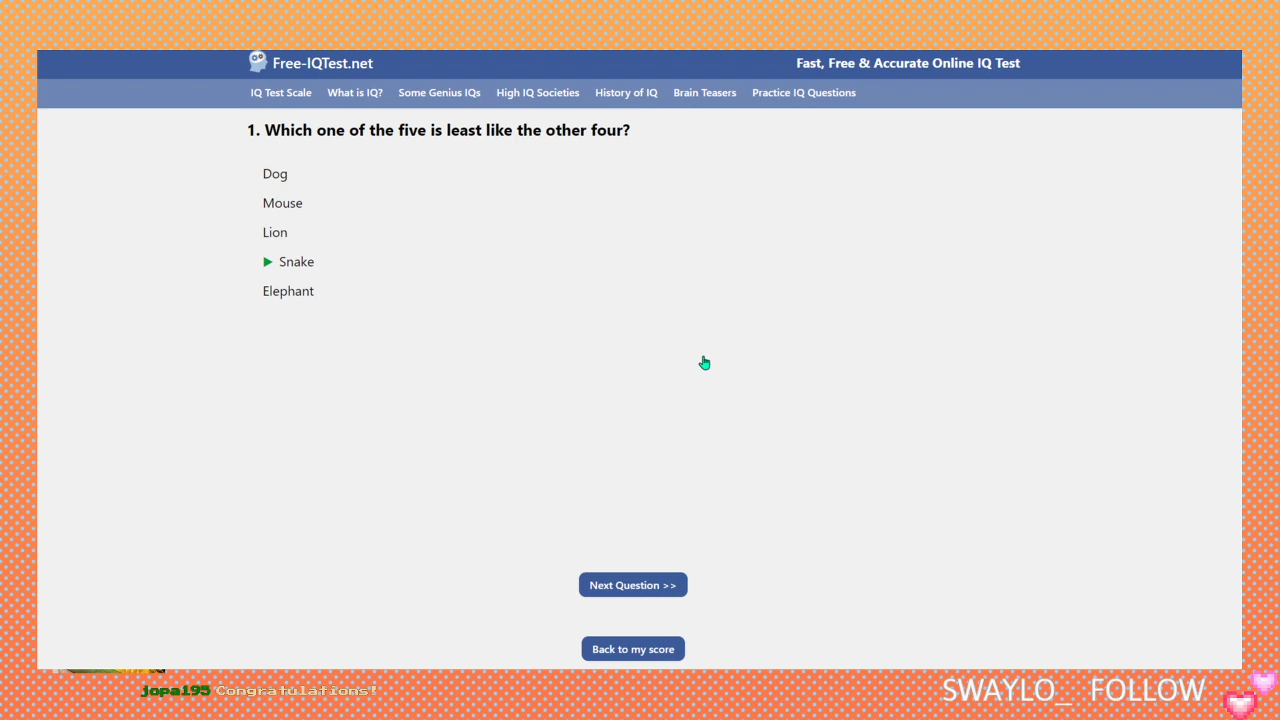 Free-IQTest.net
Fast, Free & Accurate Online IQ Test
IQ Test Scale What is IQ? Some Genius IQs High IQ Societies History of IQ Brain Teasers Practice IQ Questions
1. Which one of the five is least like the other four?
Dog
Mouse
Lion
Snake
Elephant
Next Question >>
Back to my score
jopa195 Congratulations!
SWAYLO_ FOLLOW